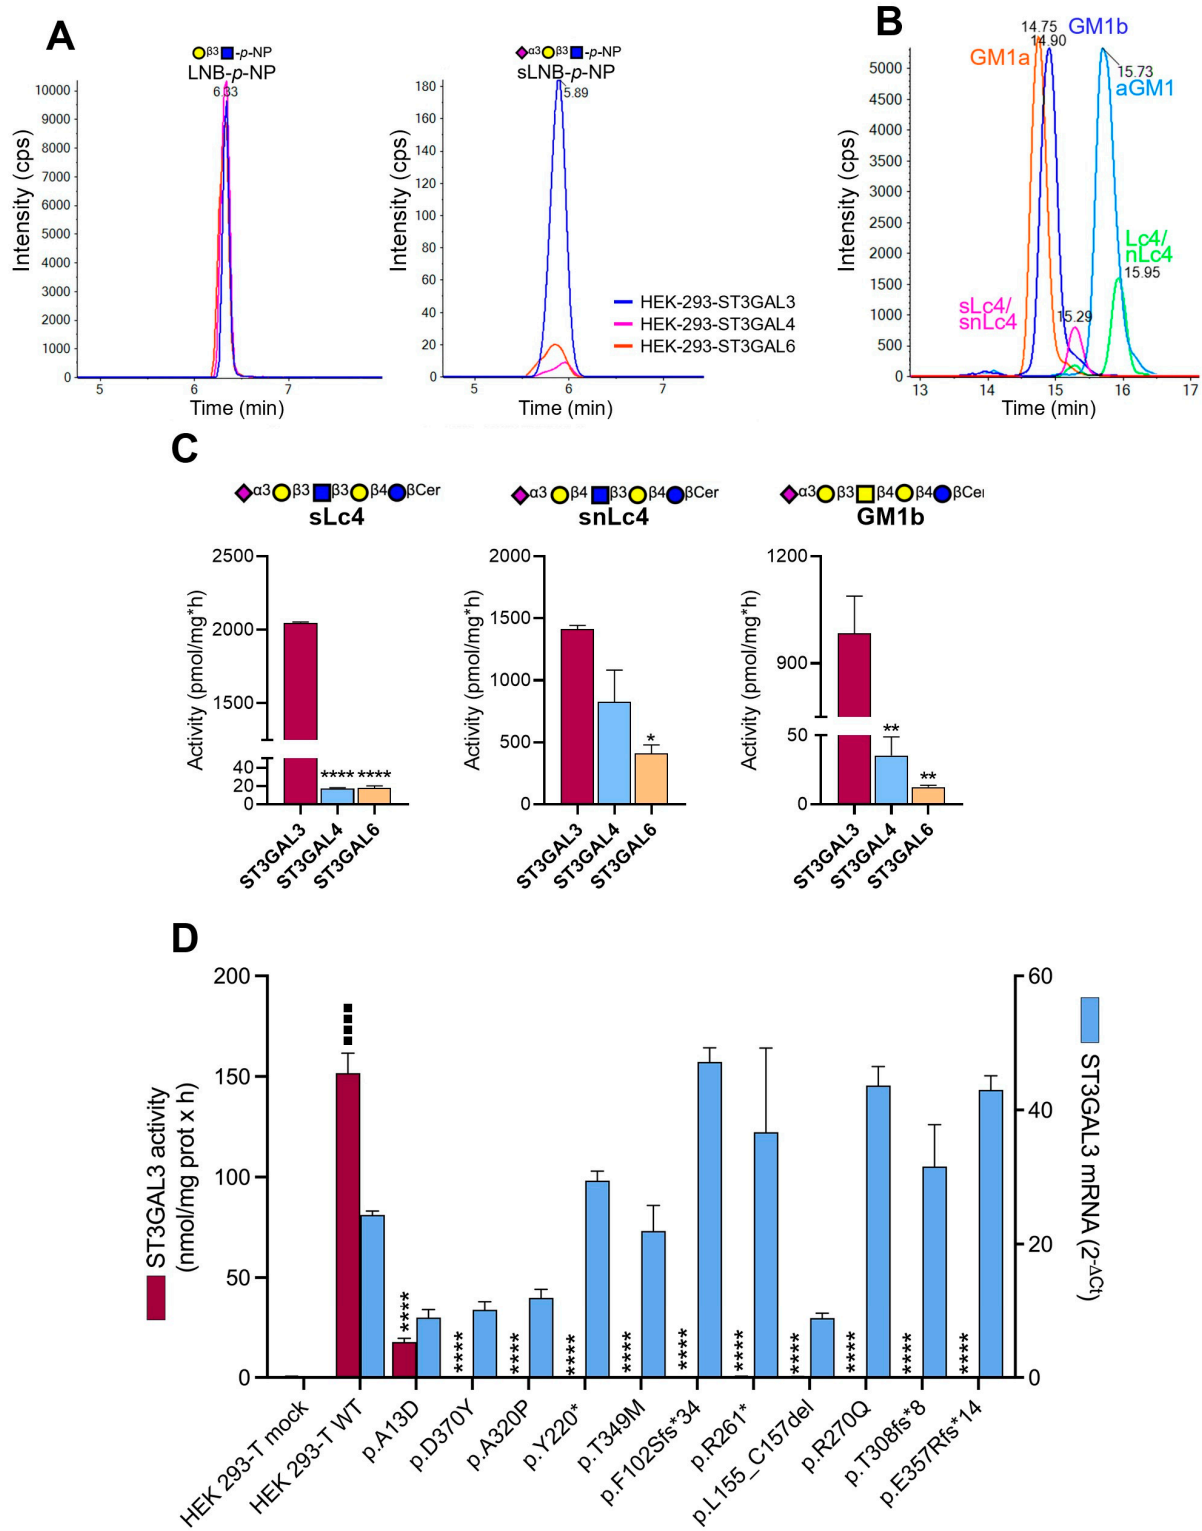 A
β3 -p-NP
LNB-p-NP
6.33
Intensity (cps)
10000
9000
8000
7000
6000
5000
4000
3000
2000
1000
0
5 6 7
Time (min)
α3 β3 -p-NP
sLNB-p-NP
5.89
Intensity (cps)
180
160
140
120
100
80
60
40
20
0
5 6 7
Time (min)
HEK-293-ST3GAL3
HEK-293-ST3GAL4
HEK-293-ST3GAL6
B
14.75 GM1b
14.90
GM1a
15.73
aGM1
Lc4/
nLc4
15.95
sLc4/
snLc4
15.29
Intensity (cps)
5000
4500
4000
3500
3000
2500
2000
1500
1000
500
0
13 14 15 16 17
Time (min)
C
α3 β3 β3 β4 βCer
sLc4
Activity (pmol/mg*h)
2500
2000
1500
40
20
0
**** ****
ST3GAL3
ST3GAL4
ST3GAL6
α3 β4 β3 β4 βCer
snLc4
Activity (pmol/mg*h)
2000
1500
1000
500
0
*
ST3GAL3
ST3GAL4
ST3GAL6
α3 β3 β4 β4 βCer
GM1b
Activity (pmol/mg*h)
1200
900
50
0
**
**
ST3GAL3
ST3GAL4
ST3GAL6
D
ST3GAL3 activity
(nmol/mg prot x h)
200
150
100
50
0
60
40
20
0
ST3GAL3 mRNA (2-ΔCt)
**** **** **** **** **** **** **** **** **** **** ****
HEK 293-T mock
HEK 293-T WT
p.A13D
p.D370Y
p.A320P
p.Y220*
p.T349M
p.F102Sfs*34
p.R261*
p.L155_C157del
p.R270Q
p.T308fs*8
p.E357Rfs*14